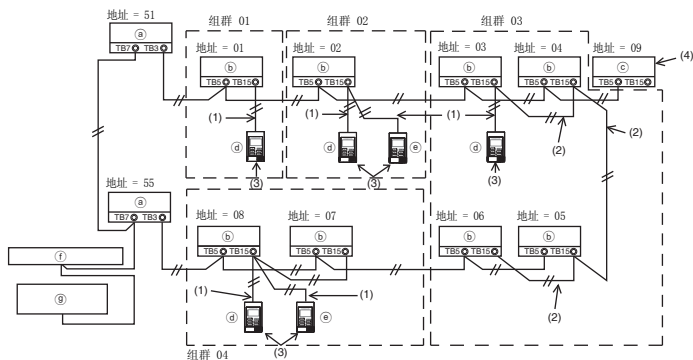 地址 = 51
ⓐ
TB7 TB3
组群 01
地址 = 01
ⓑ
TB5 TB15
(1)
ⓓ
(3)
组群 02
地址 = 02
ⓑ
TB5 TB15
(1)
(1)
ⓓ
ⓔ
(3)
组群 03
地址 = 03
ⓑ
TB5 TB15
地址 = 04
ⓑ
TB5 TB15
地址 = 09
ⓒ
TB5 TB15
(4)
(2)
(2)
ⓓ
(3)
地址 = 55
ⓐ
TB7 TB3
ⓕ
ⓖ
地址 = 08
ⓑ
TB5 TB15
地址 = 07
ⓑ
TB5 TB15
(1)
(1)
ⓓ
ⓔ
(3)
组群 04
地址 = 06
ⓑ
TB5 TB15
地址 = 05
ⓑ
TB5 TB15
(2)